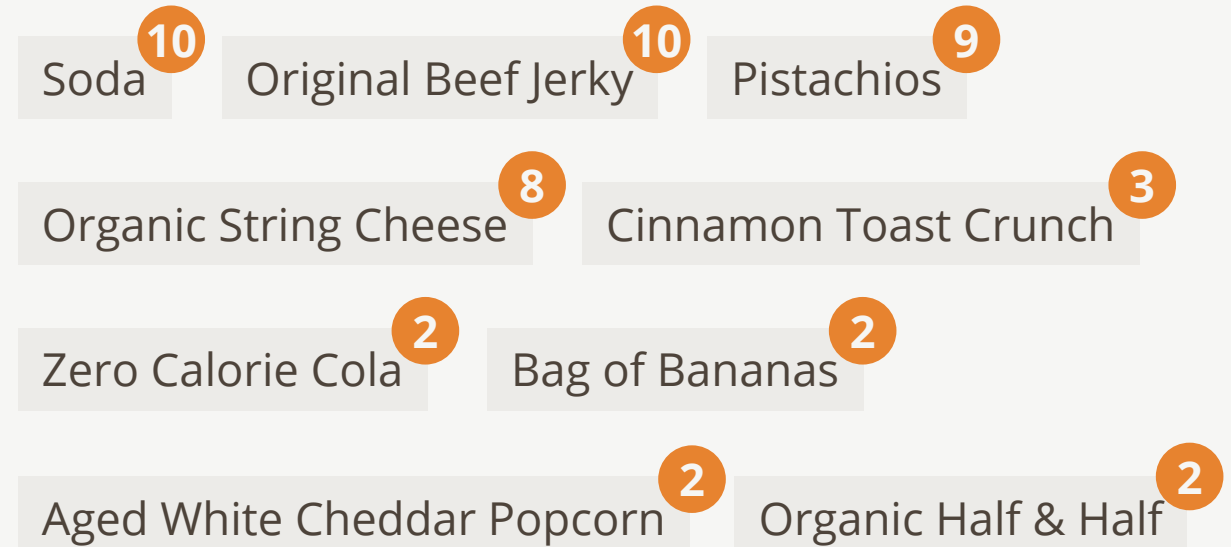 Soda 10 Original Beef Jerky 10 Pistachios 9
Organic String Cheese 8 Cinnamon Toast Crunch 3
Zero Calorie Cola 2 Bag of Bananas 2
Aged White Cheddar Popcorn 2 Organic Half & Half 2